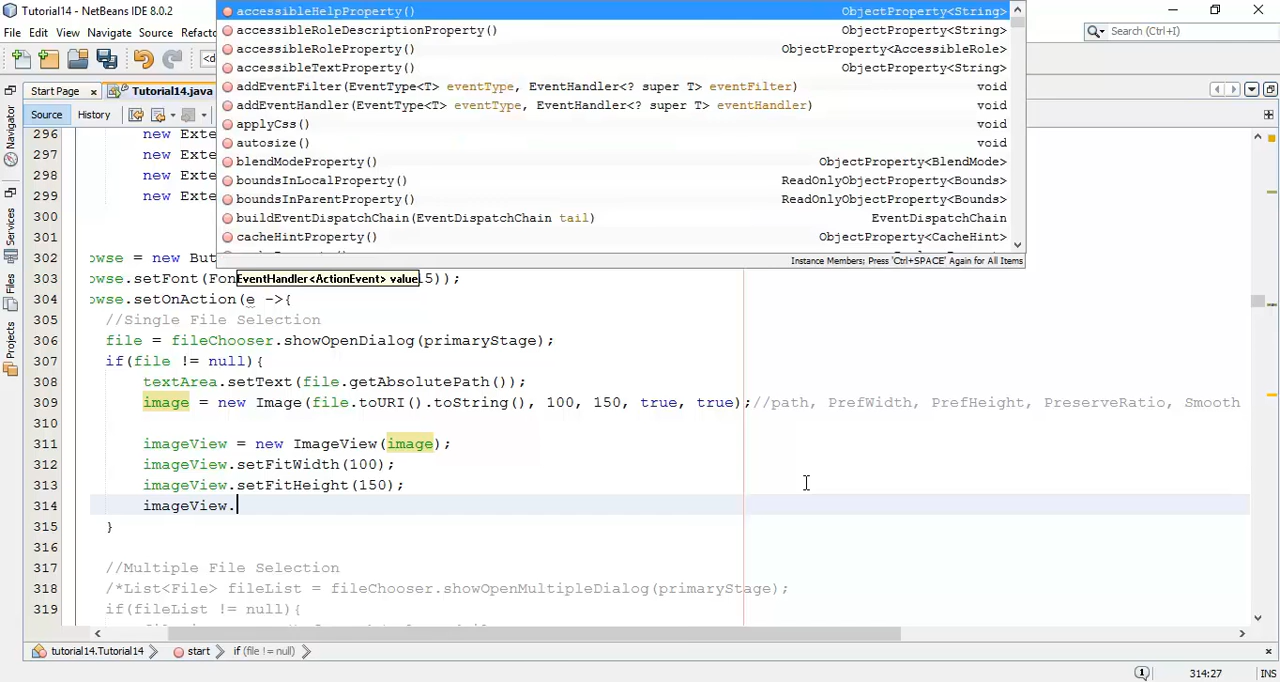 Tutorial14 - NetBeans IDE 8.0.2
File Edit View Navigate Source Refacto
Search (Ctrl+I)
<d
Start Page Tutorial14.java
Source History
Navigator
Services
Files
Projects
accessibleHelpProperty() ObjectProperty<String>
accessibleRoleDescriptionProperty() ObjectProperty<String>
accessibleRoleProperty() ObjectProperty<AccessibleRole>
accessibleTextProperty() ObjectProperty<String>
addEventFilter(EventType<T> eventType, EventHandler<? super T> eventFilter) void
addEventHandler(EventType<T> eventType, EventHandler<? super T> eventHandler) void
applyCss() void
autosize() void
blendModeProperty() ObjectProperty<BlendMode>
boundsInLocalProperty() ReadOnlyObjectProperty<Bounds>
boundsInParentProperty() ReadOnlyObjectProperty<Bounds>
buildEventDispatchChain(EventDispatchChain tail) EventDispatchChain
cacheHintProperty() ObjectProperty<CacheHint>
Instance Members; Press 'Ctrl+SPACE' Again for All Items
EventHandler<ActionEvent> value
296 new Exte
297 new Exte
298 new Exte
299 new Exte
300
301
302 owse = new But
303 owse.setFont(Fon 15));
304 owse.setOnAction(e ->{
305 //Single File Selection
306 file = fileChooser.showOpenDialog(primaryStage);
307 if(file != null){
308 textArea.setText(file.getAbsolutePath());
309 image = new Image(file.toURI().toString(), 100, 150, true, true);//path, PrefWidth, PrefHeight, PreserveRatio, Smooth
310
311 imageView = new ImageView(image);
312 imageView.setFitWidth(100);
313 imageView.setFitHeight(150);
314 imageView.
315 }
316
317 //Multiple File Selection
318 /*List<File> fileList = fileChooser.showOpenMultipleDialog(primaryStage);
319 if(fileList != null){
tutorial14.Tutorial14 start if (file != null)
1 314:27 INS